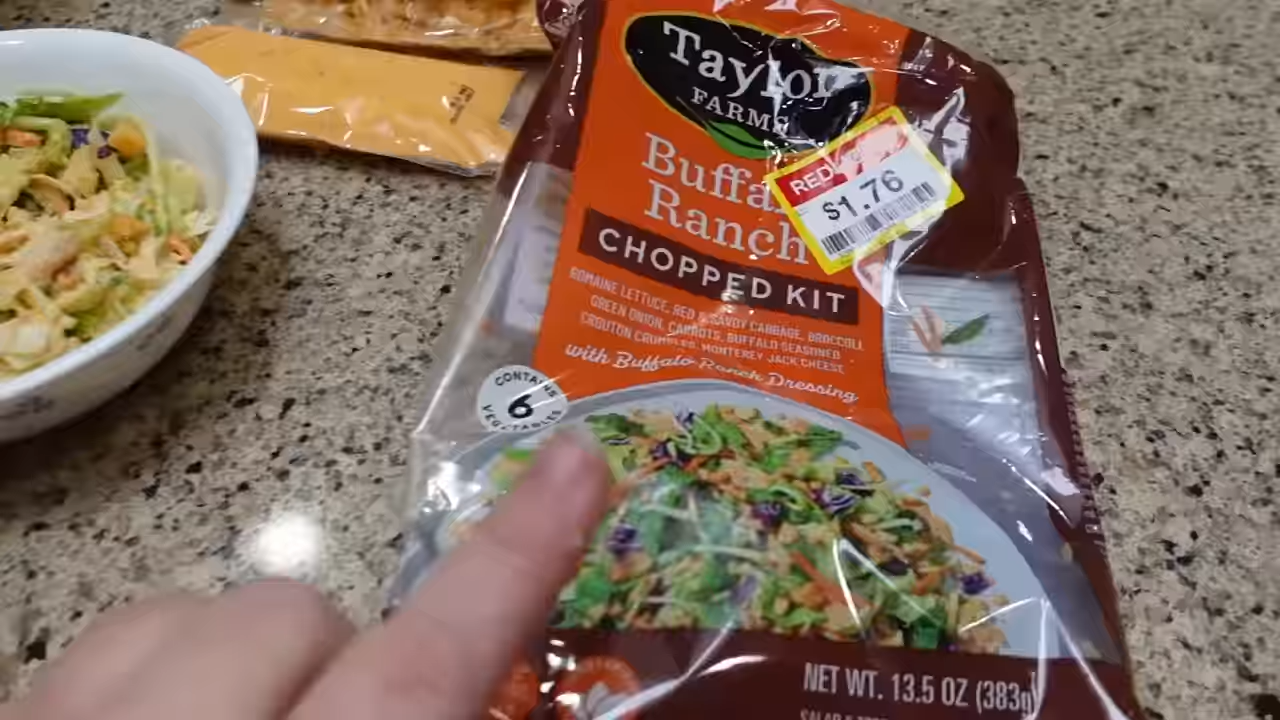 Taylor
FARMS
RED
$1.76
Buffa
Ranch
CHOPPED KIT
ROMAINE LETTUCE, RED & SAVOY CABBAGE, BROCCOLI,
GREEN ONION, CARROTS, BUFFALO SEASONED
CROUTON CRUMBLES, MONTEREY JACK CHEESE
with Buffalo Ranch Dressing
CONTAINS
6
VEGETABLES
NET WT. 13.5 OZ (383g)